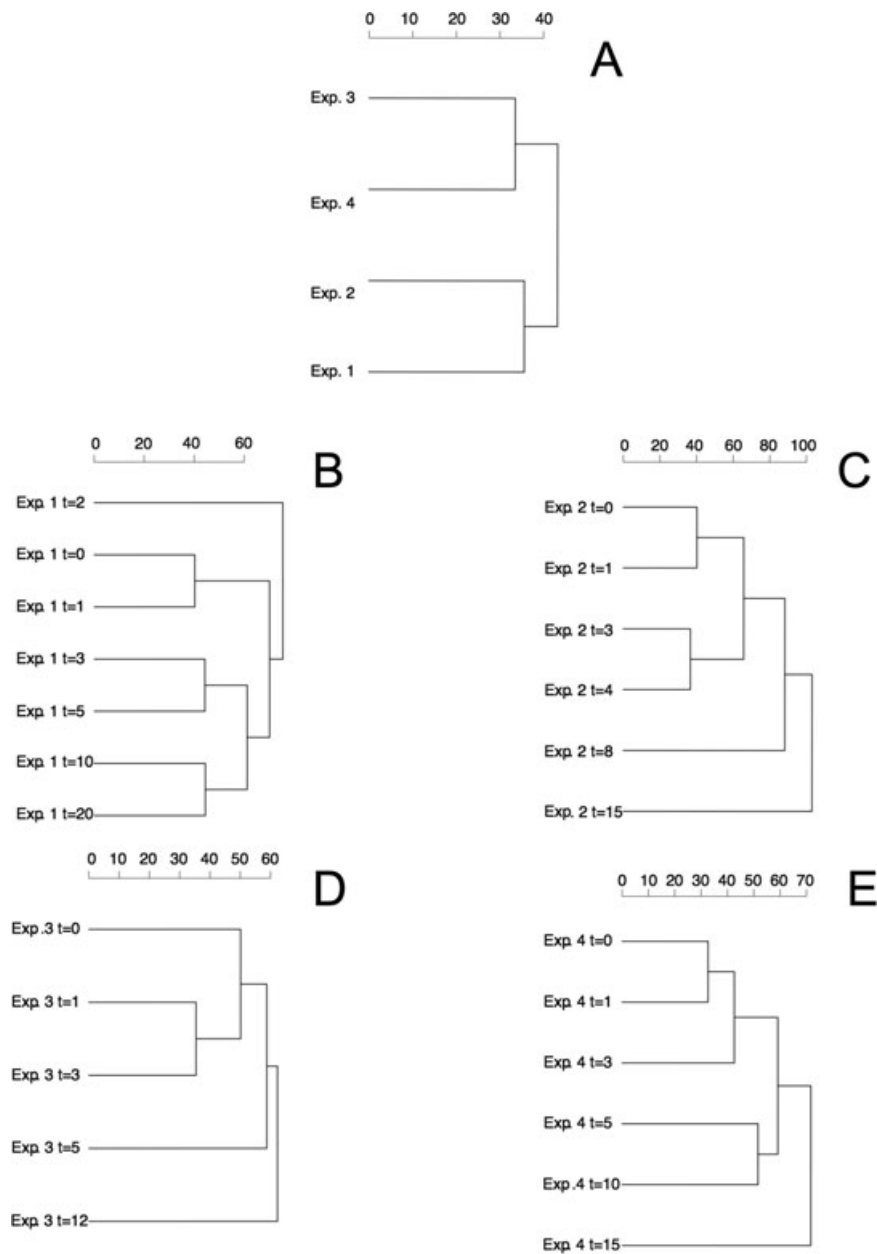 0 10 20 30 40
A
Exp. 3
Exp. 4
Exp. 2
Exp. 1
0 20 40 60
B
Exp. 1 t=2
Exp. 1 t=0
Exp. 1 t=1
Exp. 1 t=3
Exp. 1 t=5
Exp. 1 t=10
Exp. 1 t=20
0 20 40 60 80 100
C
Exp. 2 t=0
Exp. 2 t=1
Exp. 2 t=3
Exp. 2 t=4
Exp. 2 t=8
Exp. 2 t=15
0 10 20 30 40 50 60
D
Exp .3 t=0
Exp. 3 t=1
Exp. 3 t=3
Exp. 3 t=5
Exp. 3 t=12
0 10 20 30 40 50 60 70
E
Exp. 4 t=0
Exp. 4 t=1
Exp. 4 t=3
Exp. 4 t=5
Exp .4 t=10
Exp. 4 t=15